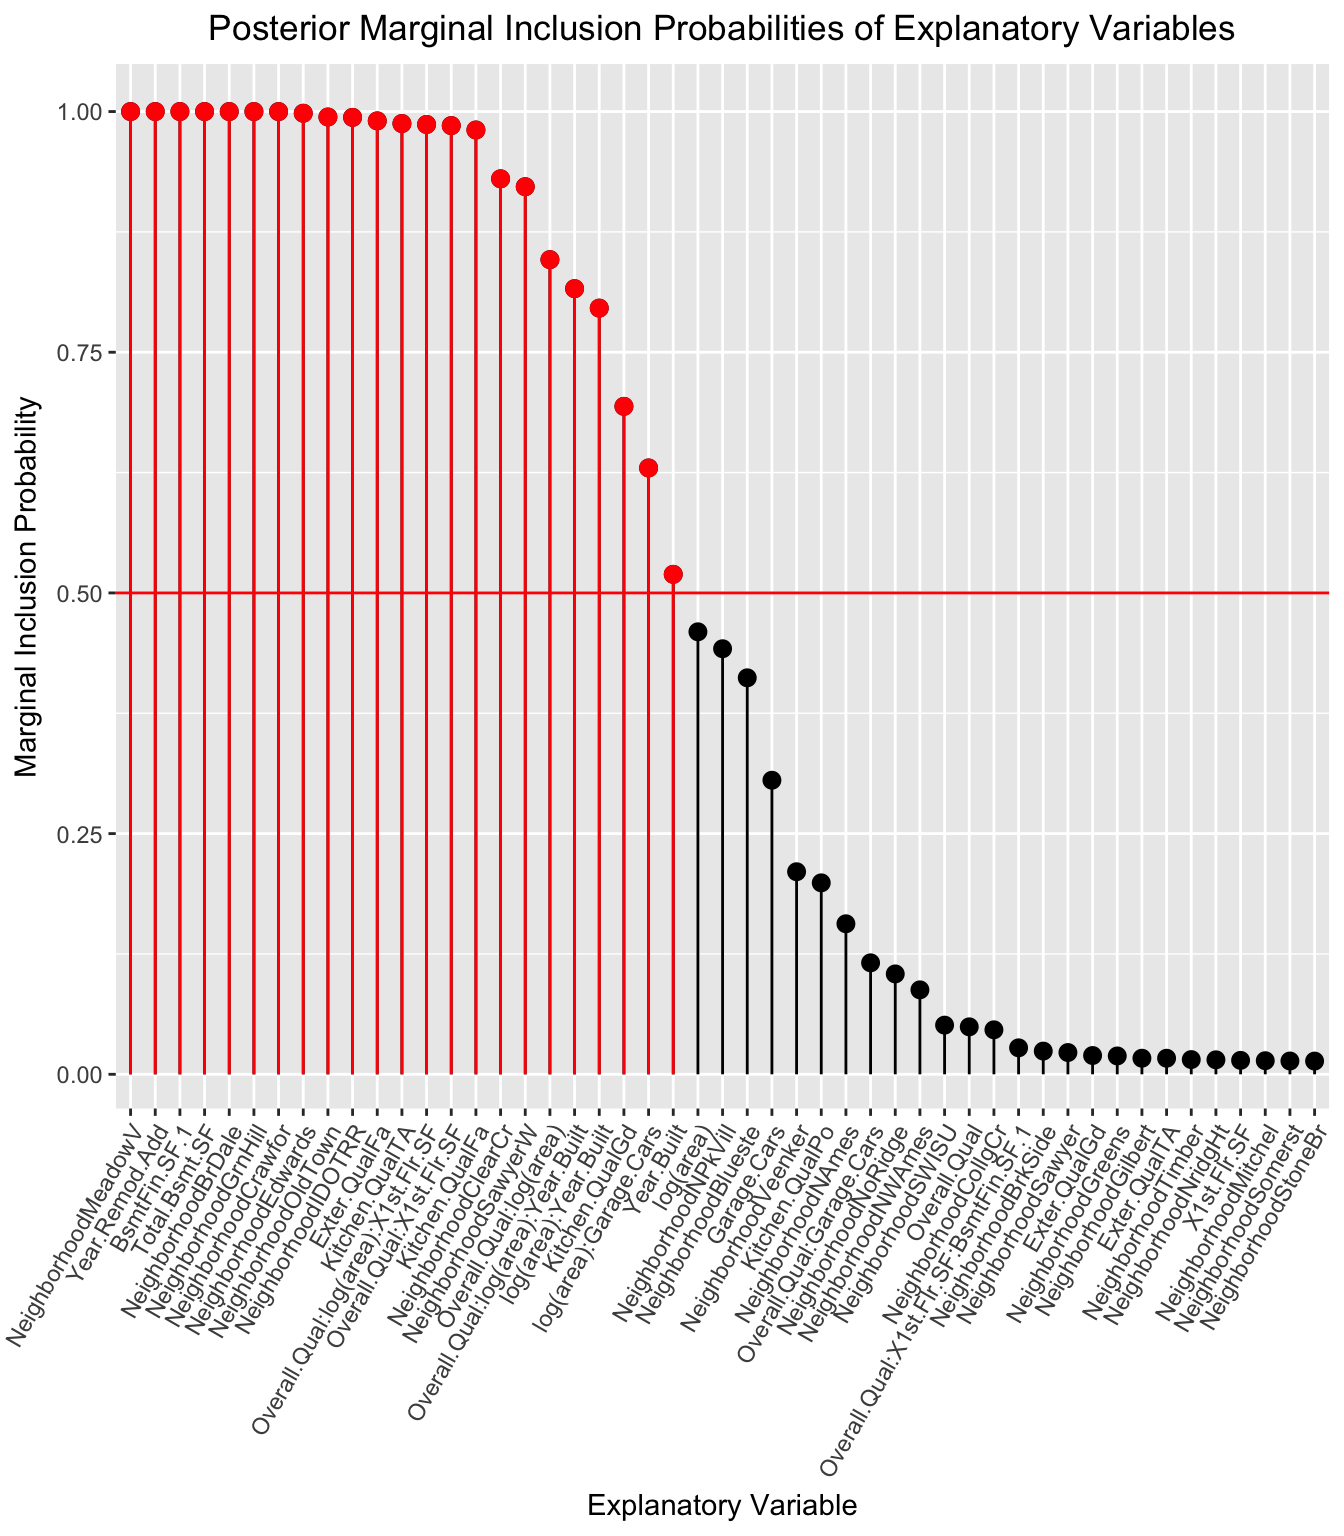 Posterior Marginal Inclusion Probabilities of Explanatory Variables
Marginal Inclusion Probability
1.00
0.75
0.50
0.25
0.00
NeighborhoodMeadowV
Year.Remod.Add
BsmtFin.SF.1
Total.Bsmt.SF
NeighborhoodBrDale
NeighborhoodGrnHill
NeighborhoodCrawfor
NeighborhoodEdwards
NeighborhoodOldTown
NeighborhoodIDOTRR
Exter.QualFa
Kitchen.QualTA
Overall.Qual:log(area):X1st.Flr.SF
Overall.Qual:X1st.Flr.SF
Kitchen.QualFa
NeighborhoodClearCr
NeighborhoodSawyerW
Overall.Qual:log(area)
Overall.Qual:log(area):Year.Built
log(area):Year.Built
Kitchen.QualGd
log(area):Garage.Cars
Year.Built
log(area)
NeighborhoodNPkVill
NeighborhoodBlueste
Garage.Cars
NeighborhoodVeenker
Kitchen.QualPo
NeighborhoodNAmes
Overall.Qual:Garage.Cars
NeighborhoodNoRidge
NeighborhoodNWAmes
NeighborhoodSWISU
Overall.Qual
NeighborhoodCollgCr
Overall.Qual:X1st.Flr.SF:BsmtFin.SF.1
NeighborhoodBrkSide
NeighborhoodSawyer
Exter.QualGd
NeighborhoodGreens
NeighborhoodGilbert
Exter.QualTA
NeighborhoodTimber
NeighborhoodNridgHt
X1st.Flr.SF
NeighborhoodMitchel
NeighborhoodSomerst
NeighborhoodStoneBr
Explanatory Variable